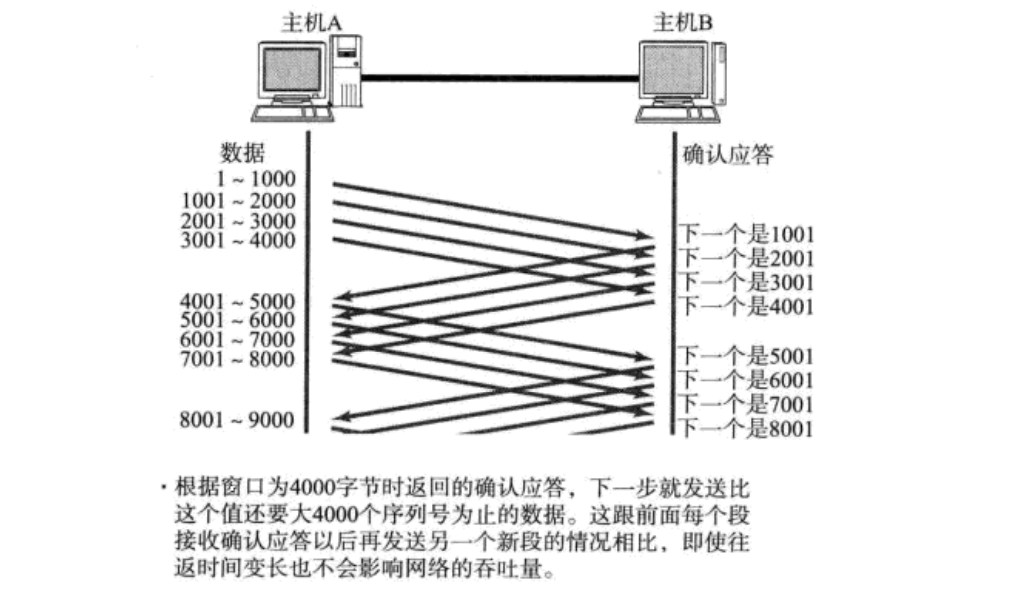 主机A
主机B
数据
确认应答
1 ~ 1000
1001 ~ 2000
2001 ~ 3000
3001 ~ 4000
下一个是1001
下一个是2001
下一个是3001
下一个是4001
4001 ~ 5000
5001 ~ 6000
6001 ~ 7000
7001 ~ 8000
下一个是5001
下一个是6001
下一个是7001
下一个是8001
8001 ~ 9000
·根据窗口为4000字节时返回的确认应答，下一步就发送比
这个值还要大4000个序列号为止的数据。这跟前面每个段
接收确认应答以后再发送另一个新段的情况相比，即使往
返时间变长也不会影响网络的吞吐量。